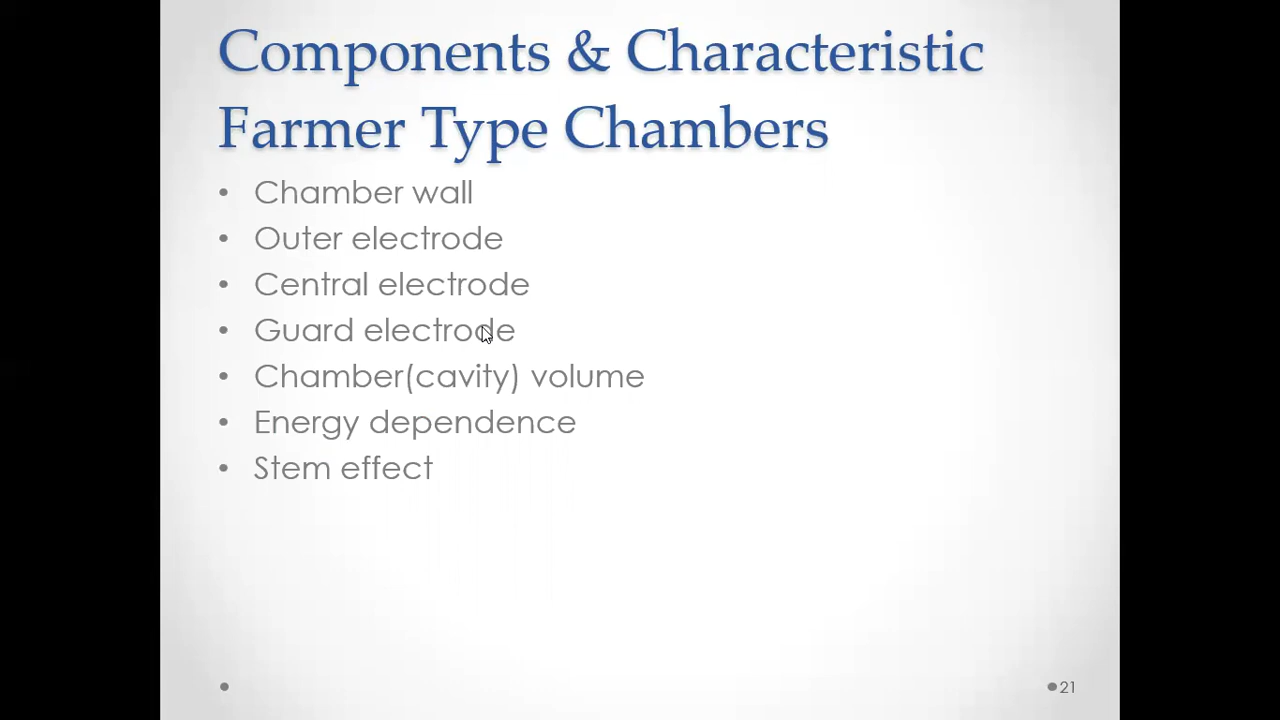 Components & Characteristic
Farmer Type Chambers
• Chamber wall
• Outer electrode
• Central electrode
• Guard electrode
• Chamber(cavity) volume
• Energy dependence
• Stem effect
21